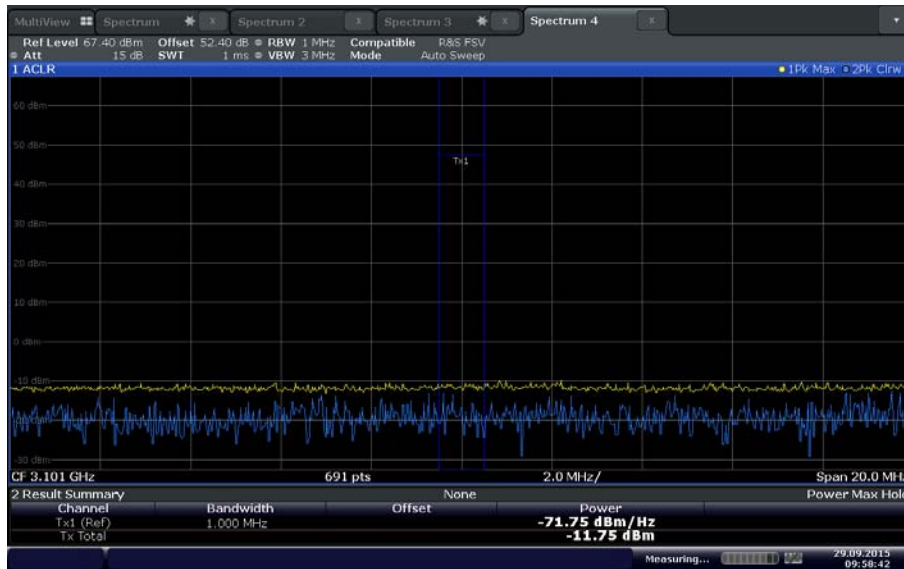 MultiView Spectrum x Spectrum 2 x Spectrum 3 x Spectrum 4 x
Ref Level 67.40 dBm Offset 52.40 dB RBW 1 MHz Compatible R&S FSV
Att 15 dB SWT 1 ms VBW 3 MHz Mode Auto Sweep
1 ACLR 1Pk Max 2Pk Clrw
60 dBm
50 dBm
Tx1
40 dBm
30 dBm
20 dBm
10 dBm
0 dBm
-10 dBm
-30 dBm
CF 3.101 GHz 691 pts 2.0 MHz/ Span 20.0 MH
2 Result Summary None Power Max Hol
Channel Bandwidth Offset Power
Tx1 (Ref) 1.000 MHz -71.75 dBm/Hz
Tx Total -11.75 dBm
Measuring... 29.09.2015
09:58:42